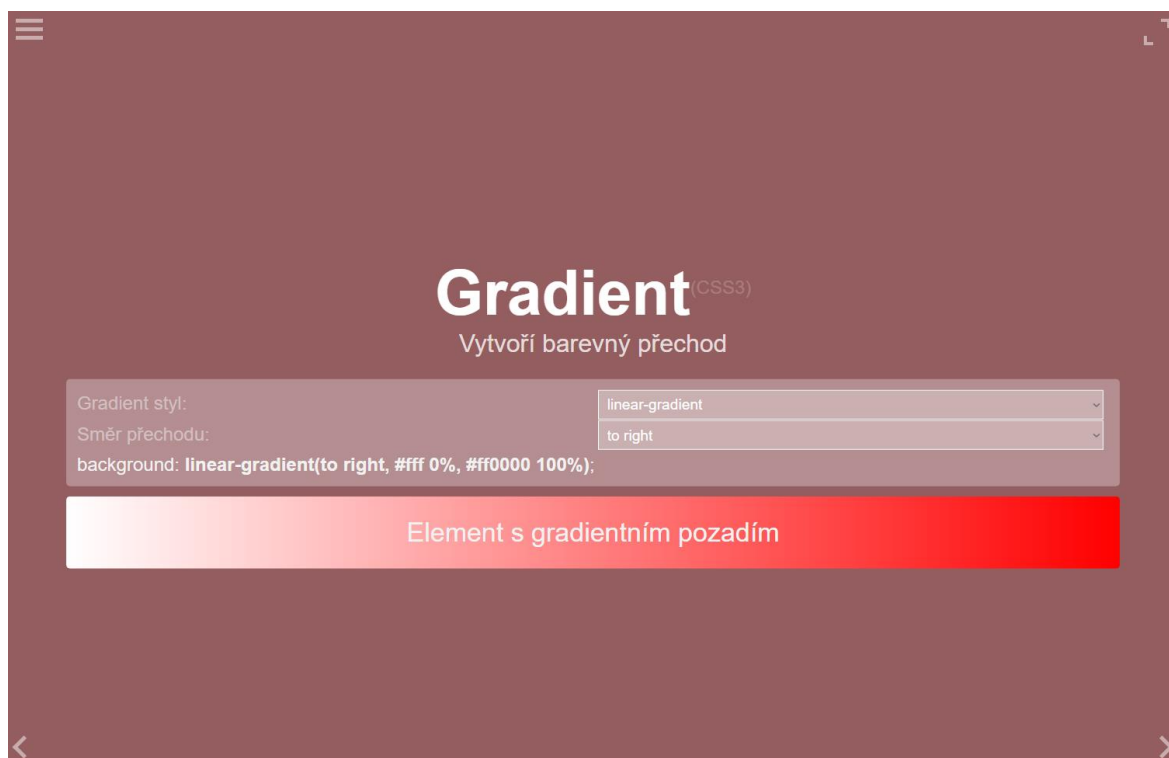 Gradient(CSS3)
Vytvoří barevný přechod
Gradient styl: linear-gradient
Směr přechodu: to right
background: linear-gradient(to right, #fff 0%, #ff0000 100%);
Element s gradientním pozadím